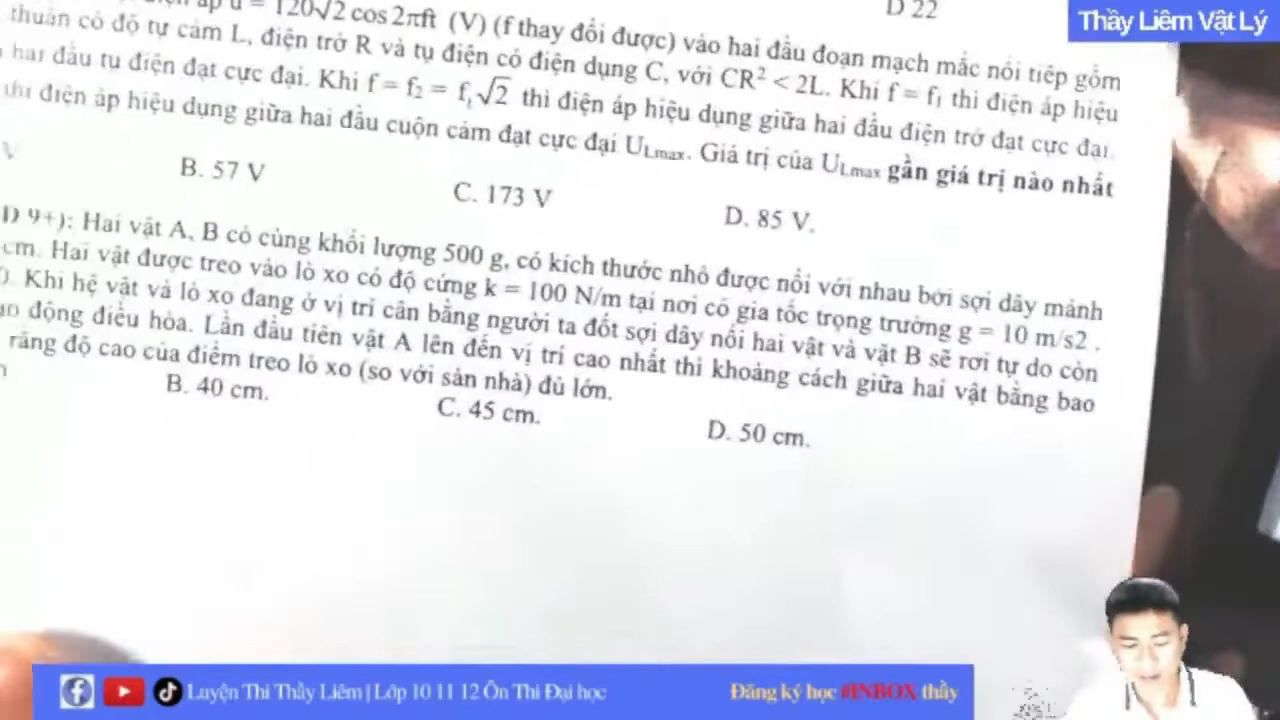 D 22
Thầy Liêm Vật Lý
u = 120√2 cos 2πft (V) (f thay đổi được) vào hai đầu đoạn mạch mắc nối tiếp gồm
thuần có độ tự cảm L, điện trở R và tụ điện có điện dung C, với CR² < 2L. Khi f = f₁ thì điện áp hiệu
hai đầu tụ điện đạt cực đại. Khi f = f₂ = f₁√2 thì điện áp hiệu dụng giữa hai đầu điện trở đạt cực đại.
thì điện áp hiệu dụng giữa hai đầu cuộn cảm đạt cực đại ULmax. Giá trị của ULmax gần giá trị nào nhất
V
B. 57 V
C. 173 V
D. 85 V.
D 9+): Hai vật A, B có cùng khối lượng 500 g, có kích thước nhỏ được nối với nhau bởi sợi dây mảnh
cm. Hai vật được treo vào lò xo có độ cứng k = 100 N/m tại nơi có gia tốc trọng trường g = 10 m/s2 .
). Khi hệ vật và lò xo đang ở vị trí cân bằng người ta đốt sợi dây nối hai vật và vật B sẽ rơi tự do còn
động điều hòa. Lần đầu tiên vật A lên đến vị trí cao nhất thì khoảng cách giữa hai vật bằng bao
rằng độ cao của điểm treo lò xo (so với sàn nhà) đủ lớn.
B. 40 cm.
C. 45 cm.
D. 50 cm.
Luyện Thi Thầy Liêm | Lớp 10 11 12 Ôn Thi Đại học
Đăng ký học #INBOX thầy